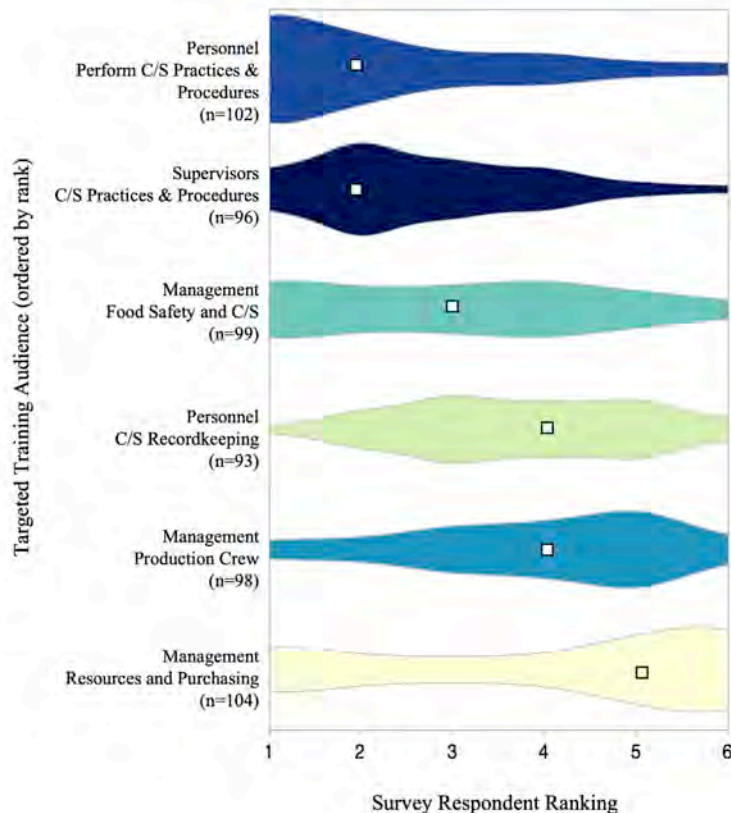 Targeted Training Audience (ordered by rank)
Personnel
Perform C/S Practices &
Procedures
(n=102)
Supervisors
C/S Practices & Procedures
(n=96)
Management
Food Safety and C/S
(n=99)
Personnel
C/S Recordkeeping
(n=93)
Management
Production Crew
(n=98)
Management
Resources and Purchasing
(n=104)
1 2 3 4 5 6
Survey Respondent Ranking